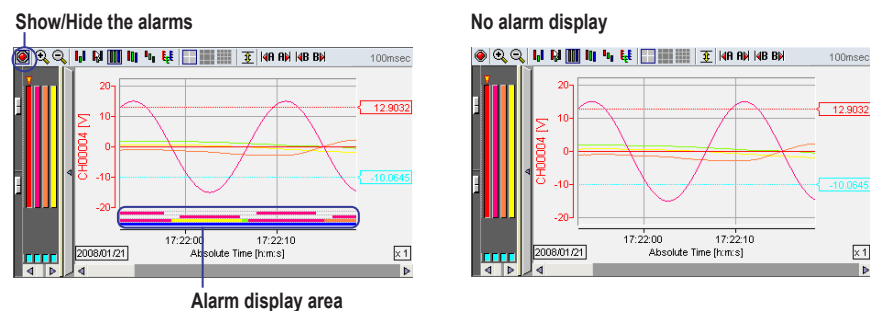 Show/Hide the alarms
100msec
20
10
0
-10
-20
CH00004 [V]
12.9032
-10.0645
17:22:00 17:22:10
2008/01/21 Absolute Time [h:m:s] x 1
Alarm display area
No alarm display
100msec
20
10
0
-10
-20
CH00004 [V]
12.9032
-10.0645
17:22:00 17:22:10
2008/01/21 Absolute Time [h:m:s] x 1